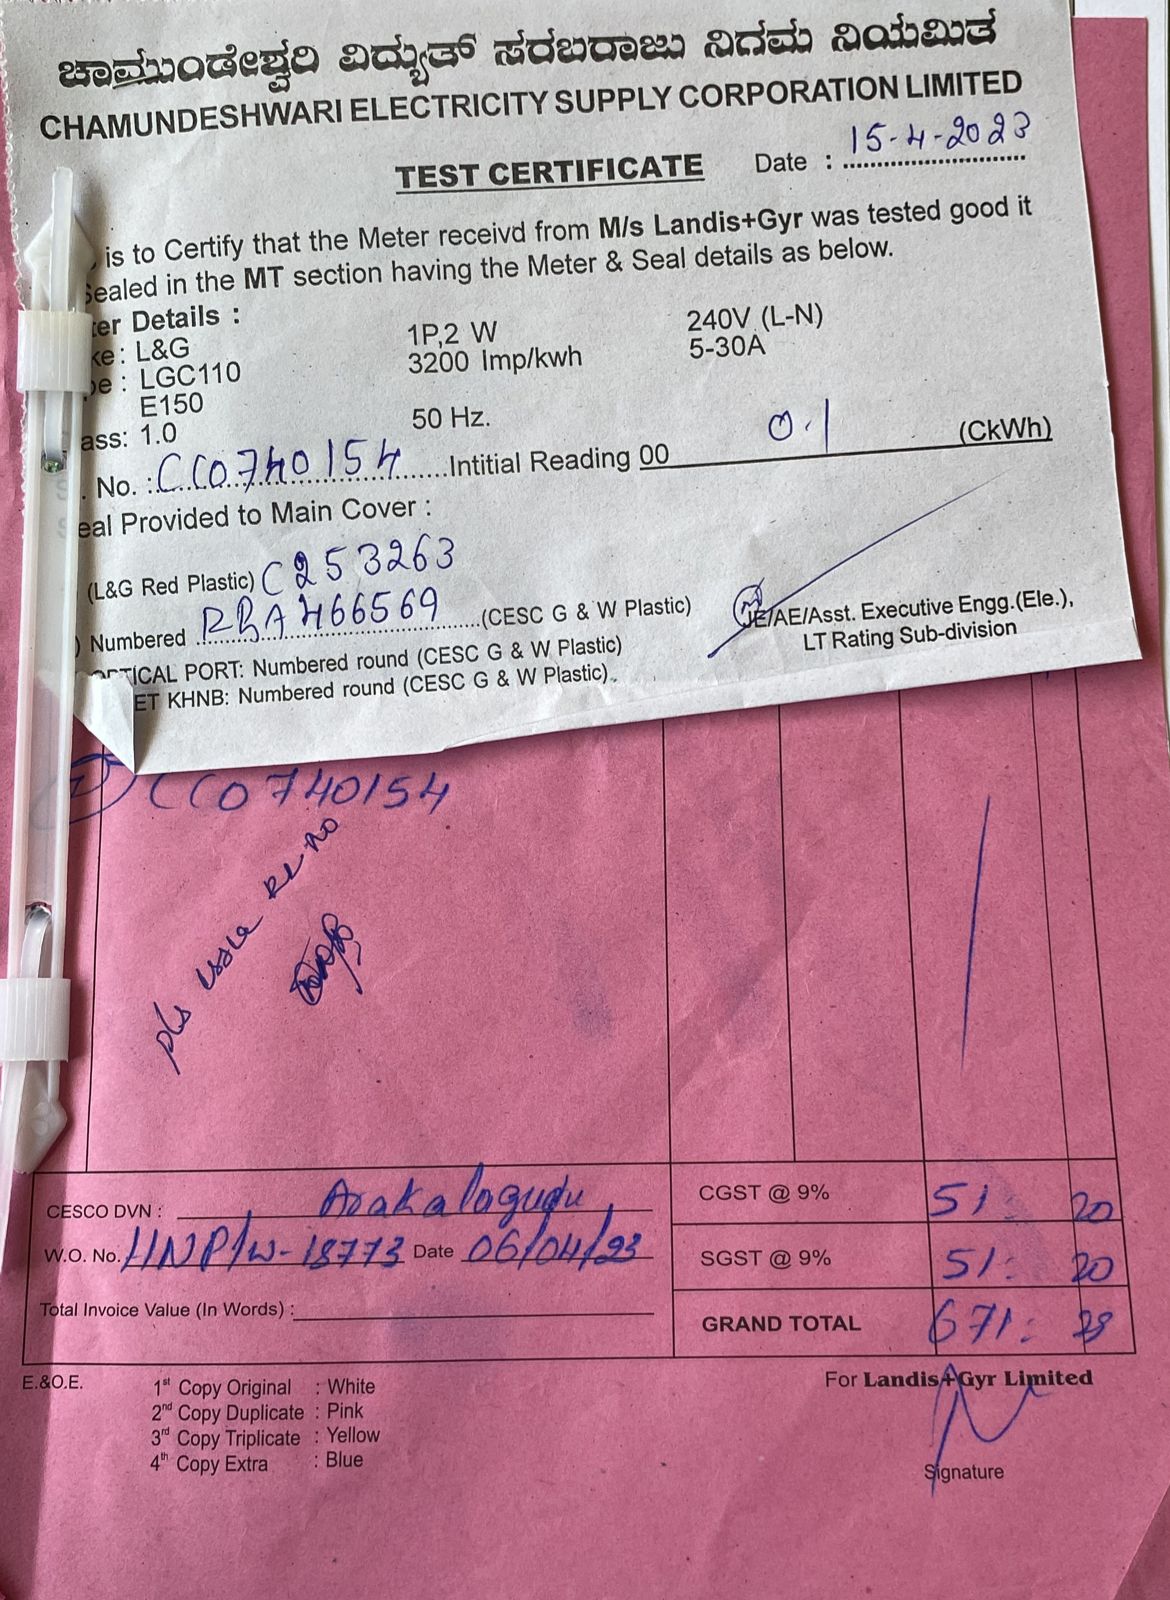 ಚಾಮುಂಡೇಶ್ವರಿ ವಿದ್ಯುತ್ ಸರಬರಾಜು ನಿಗಮ ನಿಯಮಿತ
CHAMUNDESHWARI ELECTRICITY SUPPLY CORPORATION LIMITED
TEST CERTIFICATE Date : 15-4-2023
is to Certify that the Meter receivd from M/s Landis+Gyr was tested good it
Sealed in the MT section having the Meter & Seal details as below.
ter Details :
ke : L&G 1P,2 W 240V (L-N)
pe : LGC110 3200 Imp/kwh 5-30A
E150
ass: 1.0 50 Hz.
. No. : CC0740154 Intitial Reading 00 0.1 (CkWh)
eal Provided to Main Cover :
(L&G Red Plastic) C253263
) Numbered RBA466569 (CESC G & W Plastic)
JE/AE/Asst. Executive Engg.(Ele.),
LT Rating Sub-division
TICAL PORT: Numbered round (CESC G & W Plastic)
ET KHNB: Numbered round (CESC G & W Plastic).
CC0740154
pls issue RR no
CESCO DVN : Arakalagudu CGST @ 9% 51 20
W.O. No. HNP/W-18773 Date 06/04/23 SGST @ 9% 51: 20
Total Invoice Value (In Words) : GRAND TOTAL 671: 28
E.&O.E.
1st Copy Original : White
2nd Copy Duplicate : Pink
3rd Copy Triplicate : Yellow
4th Copy Extra : Blue
For Landis+Gyr Limited
Signature